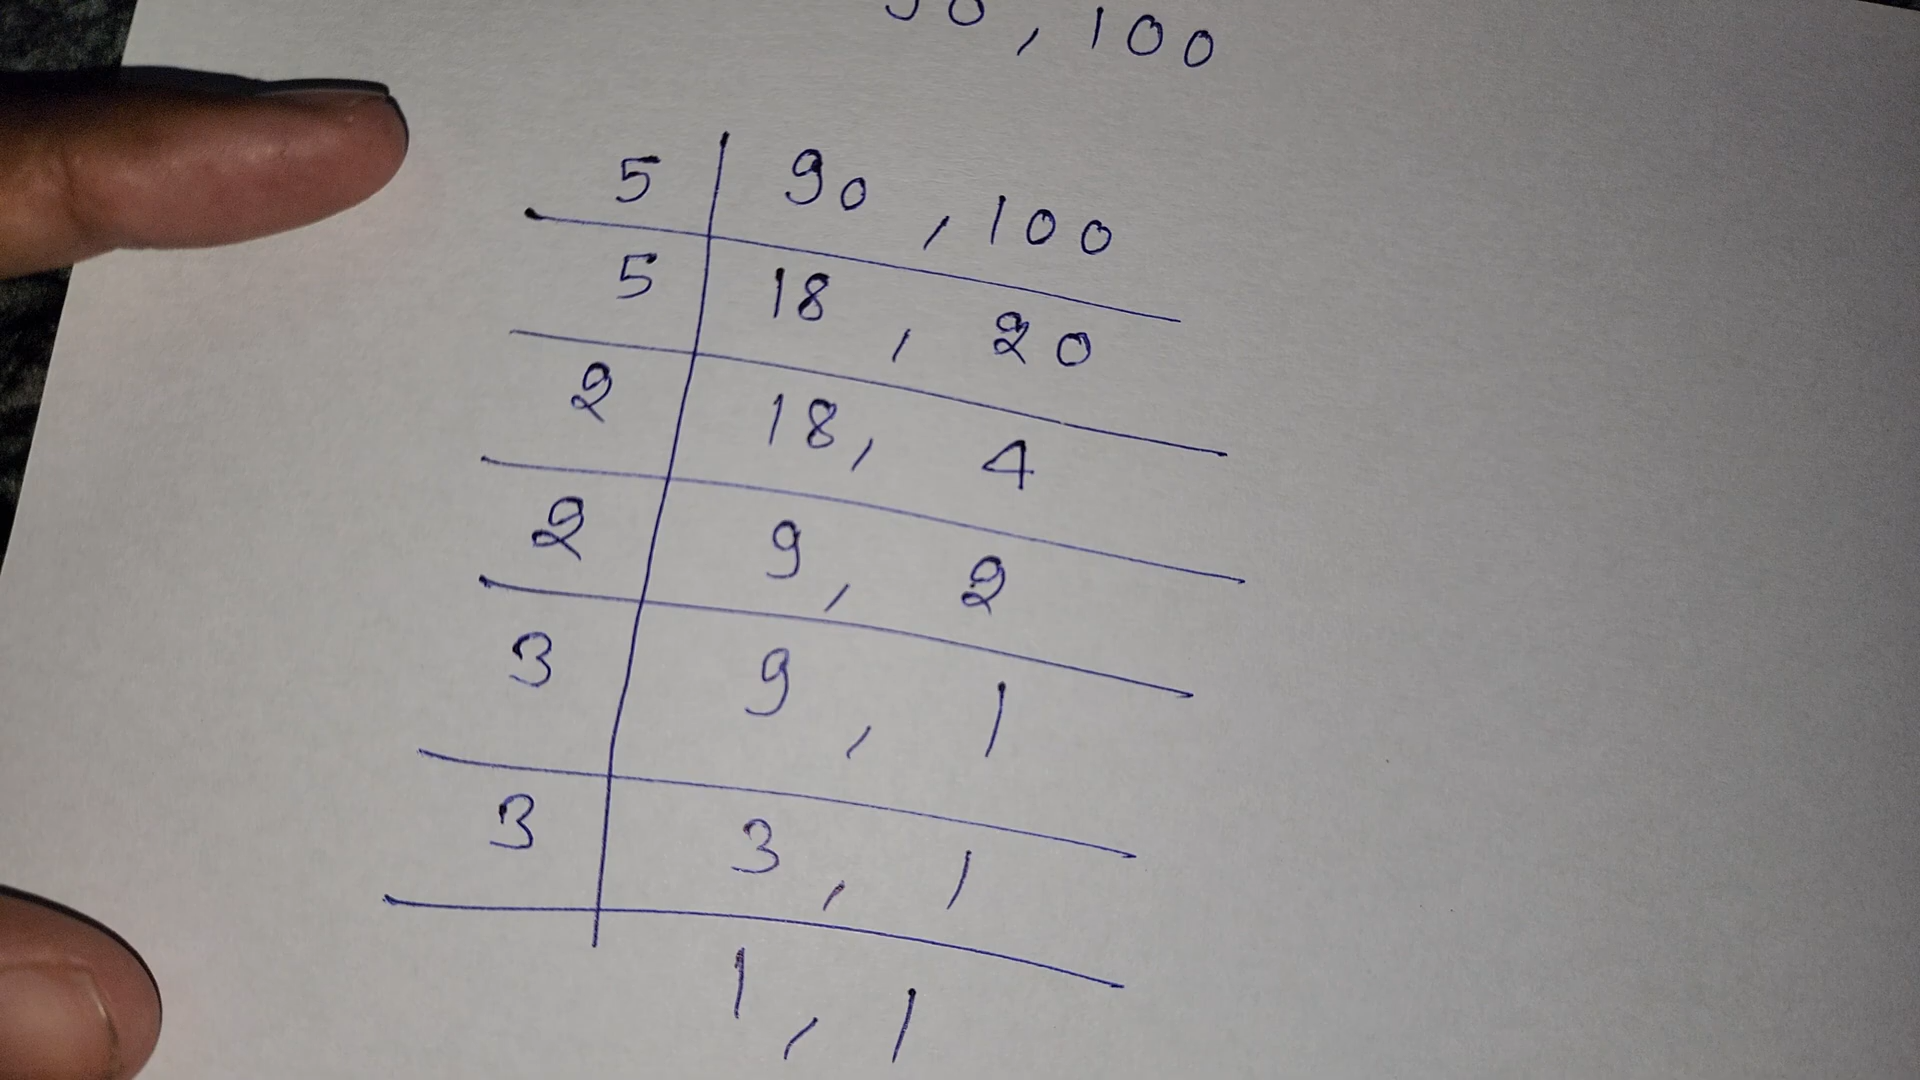 90, 100
5 | 90, 100
5 | 18, 20
2 | 18, 4
2 | 9, 2
3 | 9, 1
3 | 3, 1
1, 1